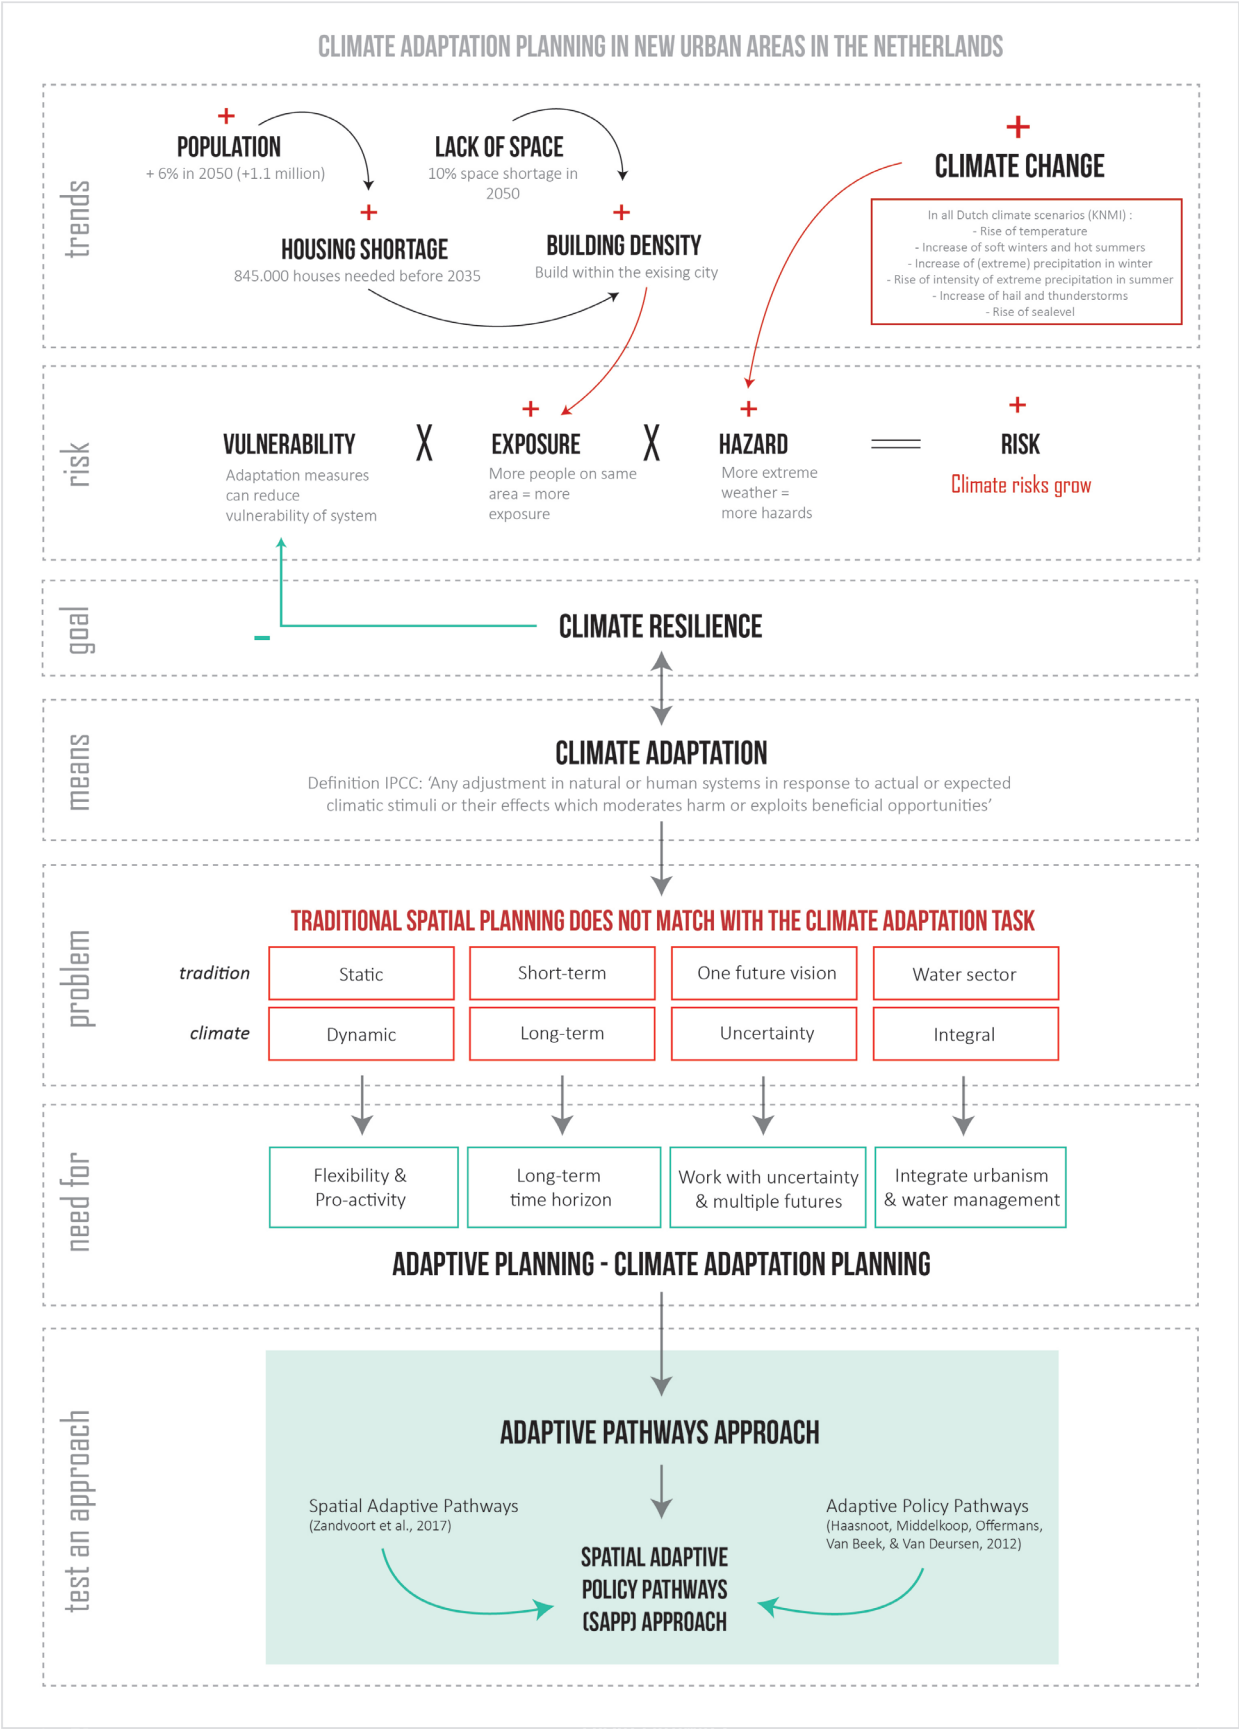 CLIMATE ADAPTATION PLANNING IN NEW URBAN AREAS IN THE NETHERLANDS
trends
+
POPULATION
+ 6% in 2050 (+1.1 million)
LACK OF SPACE
10% space shortage in
2050
+
HOUSING SHORTAGE
845.000 houses needed before 2035
+
BUILDING DENSITY
Build within the exising city
+
CLIMATE CHANGE
In all Dutch climate scenarios (KNMI) :
- Rise of temperature
- Increase of soft winters and hot summers
- Increase of (extreme) precipitation in winter
- Rise of intensity of extreme precipitation in summer
- Increase of hail and thunderstorms
- Rise of sealevel
risk
VULNERABILITY
Adaptation measures
can reduce
vulnerability of system
X
+
EXPOSURE
More people on same
area = more
exposure
X
+
HAZARD
More extreme
weather =
more hazards
=
+
RISK
Climate risks grow
goal
-
CLIMATE RESILIENCE
means
CLIMATE ADAPTATION
Definition IPCC: ‘Any adjustment in natural or human systems in response to actual or expected
climatic stimuli or their effects which moderates harm or exploits beneficial opportunities’
problem
TRADITIONAL SPATIAL PLANNING DOES NOT MATCH WITH THE CLIMATE ADAPTATION TASK
tradition Static Short-term One future vision Water sector
climate Dynamic Long-term Uncertainty Integral
need for
Flexibility &
Pro-activity
Long-term
time horizon
Work with uncertainty
& multiple futures
Integrate urbanism
& water management
ADAPTIVE PLANNING - CLIMATE ADAPTATION PLANNING
test an approach
ADAPTIVE PATHWAYS APPROACH
Spatial Adaptive Pathways
(Zandvoort et al., 2017)
Adaptive Policy Pathways
(Haasnoot, Middelkoop, Offermans,
Van Beek, & Van Deursen, 2012)
SPATIAL ADAPTIVE
POLICY PATHWAYS
(SAPP) APPROACH